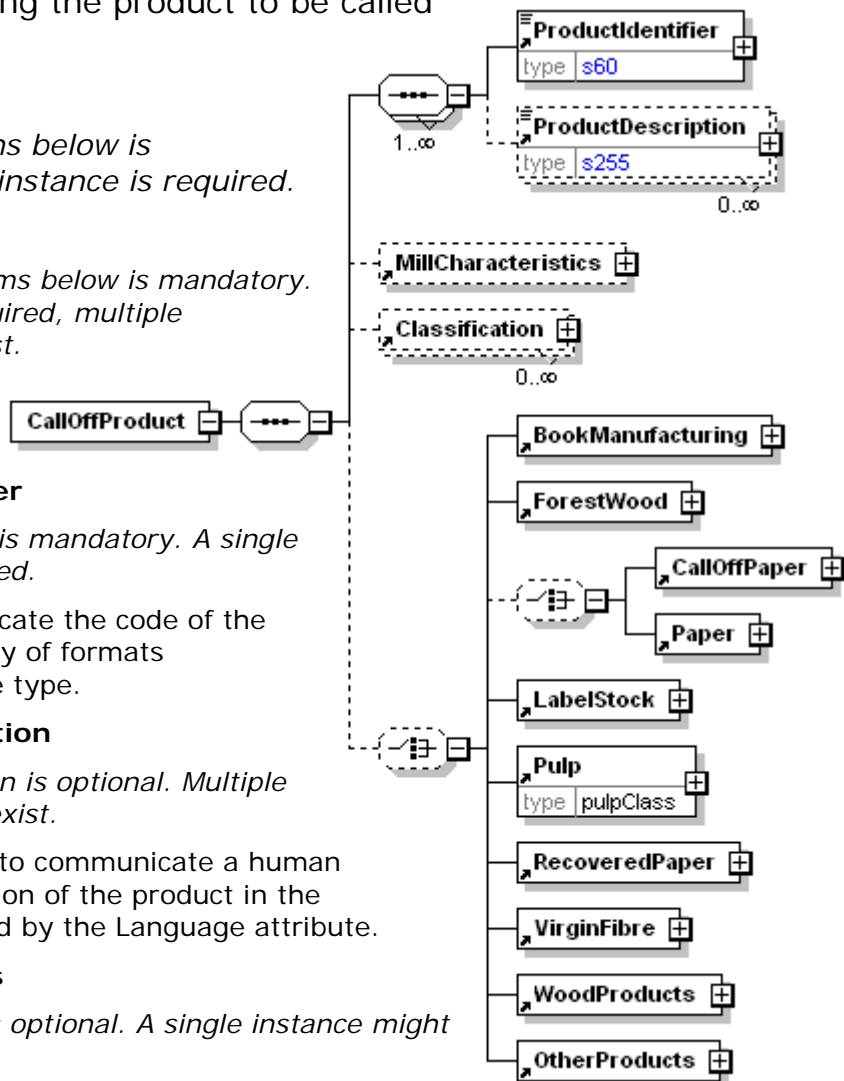 ng the product to be called
ns below is
instance is required.
ms below is mandatory.
uired, multiple
st.
er
is mandatory. A single
ed.
cate the code of the
y of formats
e type.
tion
n is optional. Multiple
exist.
to communicate a human
ion of the product in the
d by the Language attribute.
s
s optional. A single instance might
CallOffProduct
1..∞
ProductIdentifier
type s60
ProductDescription
type s255
0..∞
MillCharacteristics
Classification
0..∞
BookManufacturing
ForestWood
CallOffPaper
Paper
LabelStock
Pulp
type pulpClass
RecoveredPaper
VirginFibre
WoodProducts
OtherProducts